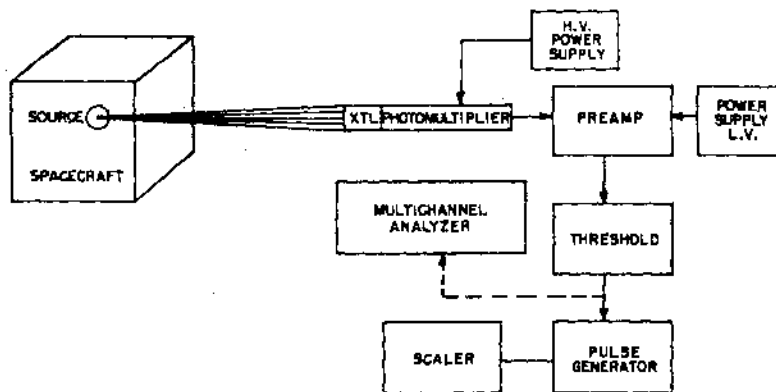 H.V.
POWER
SUPPLY
SOURCE
XTL
PHOTOMULTIPLIER
PREAMP
POWER
SUPPLY
L.V.
SPACECRAFT
MULTICHANNEL
ANALYZER
THRESHOLD
SCALER
PULSE
GENERATOR